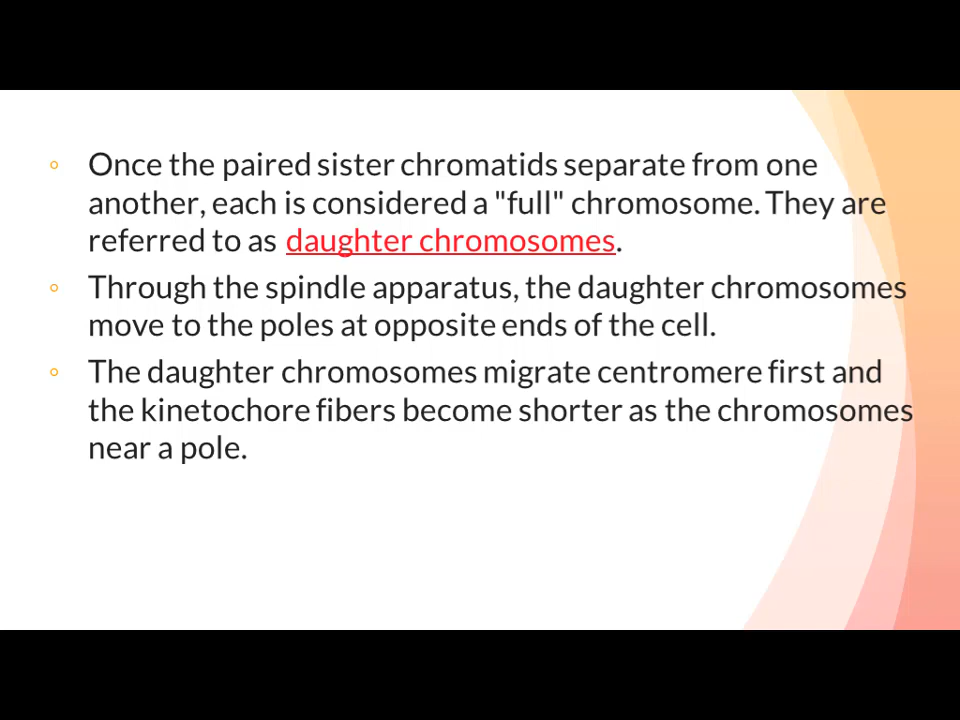 Once the paired sister chromatids separate from one
another, each is considered a "full" chromosome. They are
referred to as daughter chromosomes.
Through the spindle apparatus, the daughter chromosomes
move to the poles at opposite ends of the cell.
The daughter chromosomes migrate centromere first and
the kinetochore fibers become shorter as the chromosomes
near a pole.